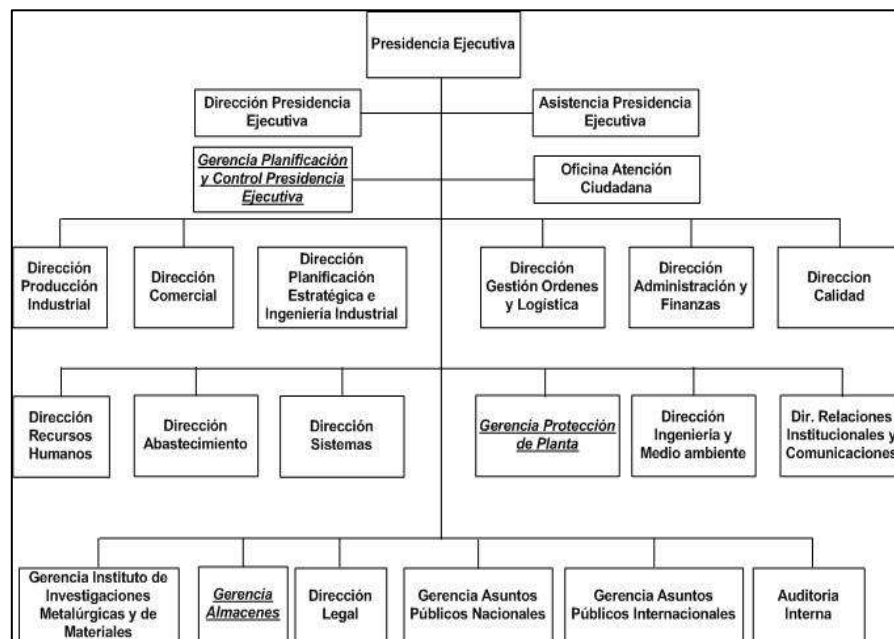 Presidencia Ejecutiva
Dirección Presidencia
Ejecutiva
Asistencia Presidencia
Ejecutiva
Gerencia Planificación
y Control Presidencia
Ejecutiva
Oficina Atención
Ciudadana
Dirección
Producción
Industrial
Dirección
Comercial
Dirección
Planificación
Estratégica e
Ingeniería Industrial
Dirección
Gestión Ordenes
y Logística
Dirección
Administración y
Finanzas
Direccion
Calidad
Dirección
Recursos
Humanos
Dirección
Abastecimiento
Dirección
Sistemas
Gerencia Protección
de Planta
Dirección
Ingeniería y
Medio ambiente
Dir. Relaciones
Institucionales y
Comunicaciones
Gerencia Instituto de
Investigaciones
Metalúrgicas y de
Materiales
Gerencia
Almacenes
Dirección
Legal
Gerencia Asuntos
Públicos Nacionales
Gerencia Asuntos
Públicos Internacionales
Auditoria
Interna